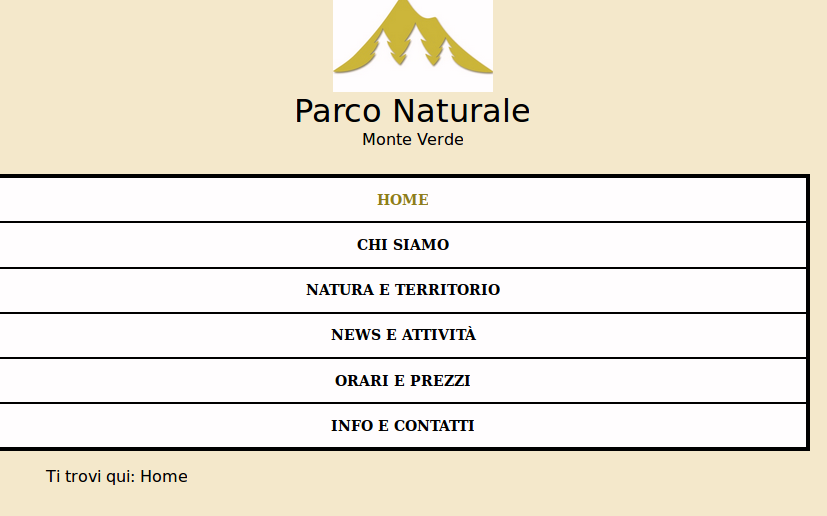 Parco Naturale
Monte Verde
HOME
CHI SIAMO
NATURA E TERRITORIO
NEWS E ATTIVITÀ
ORARI E PREZZI
INFO E CONTATTI
Ti trovi qui: Home